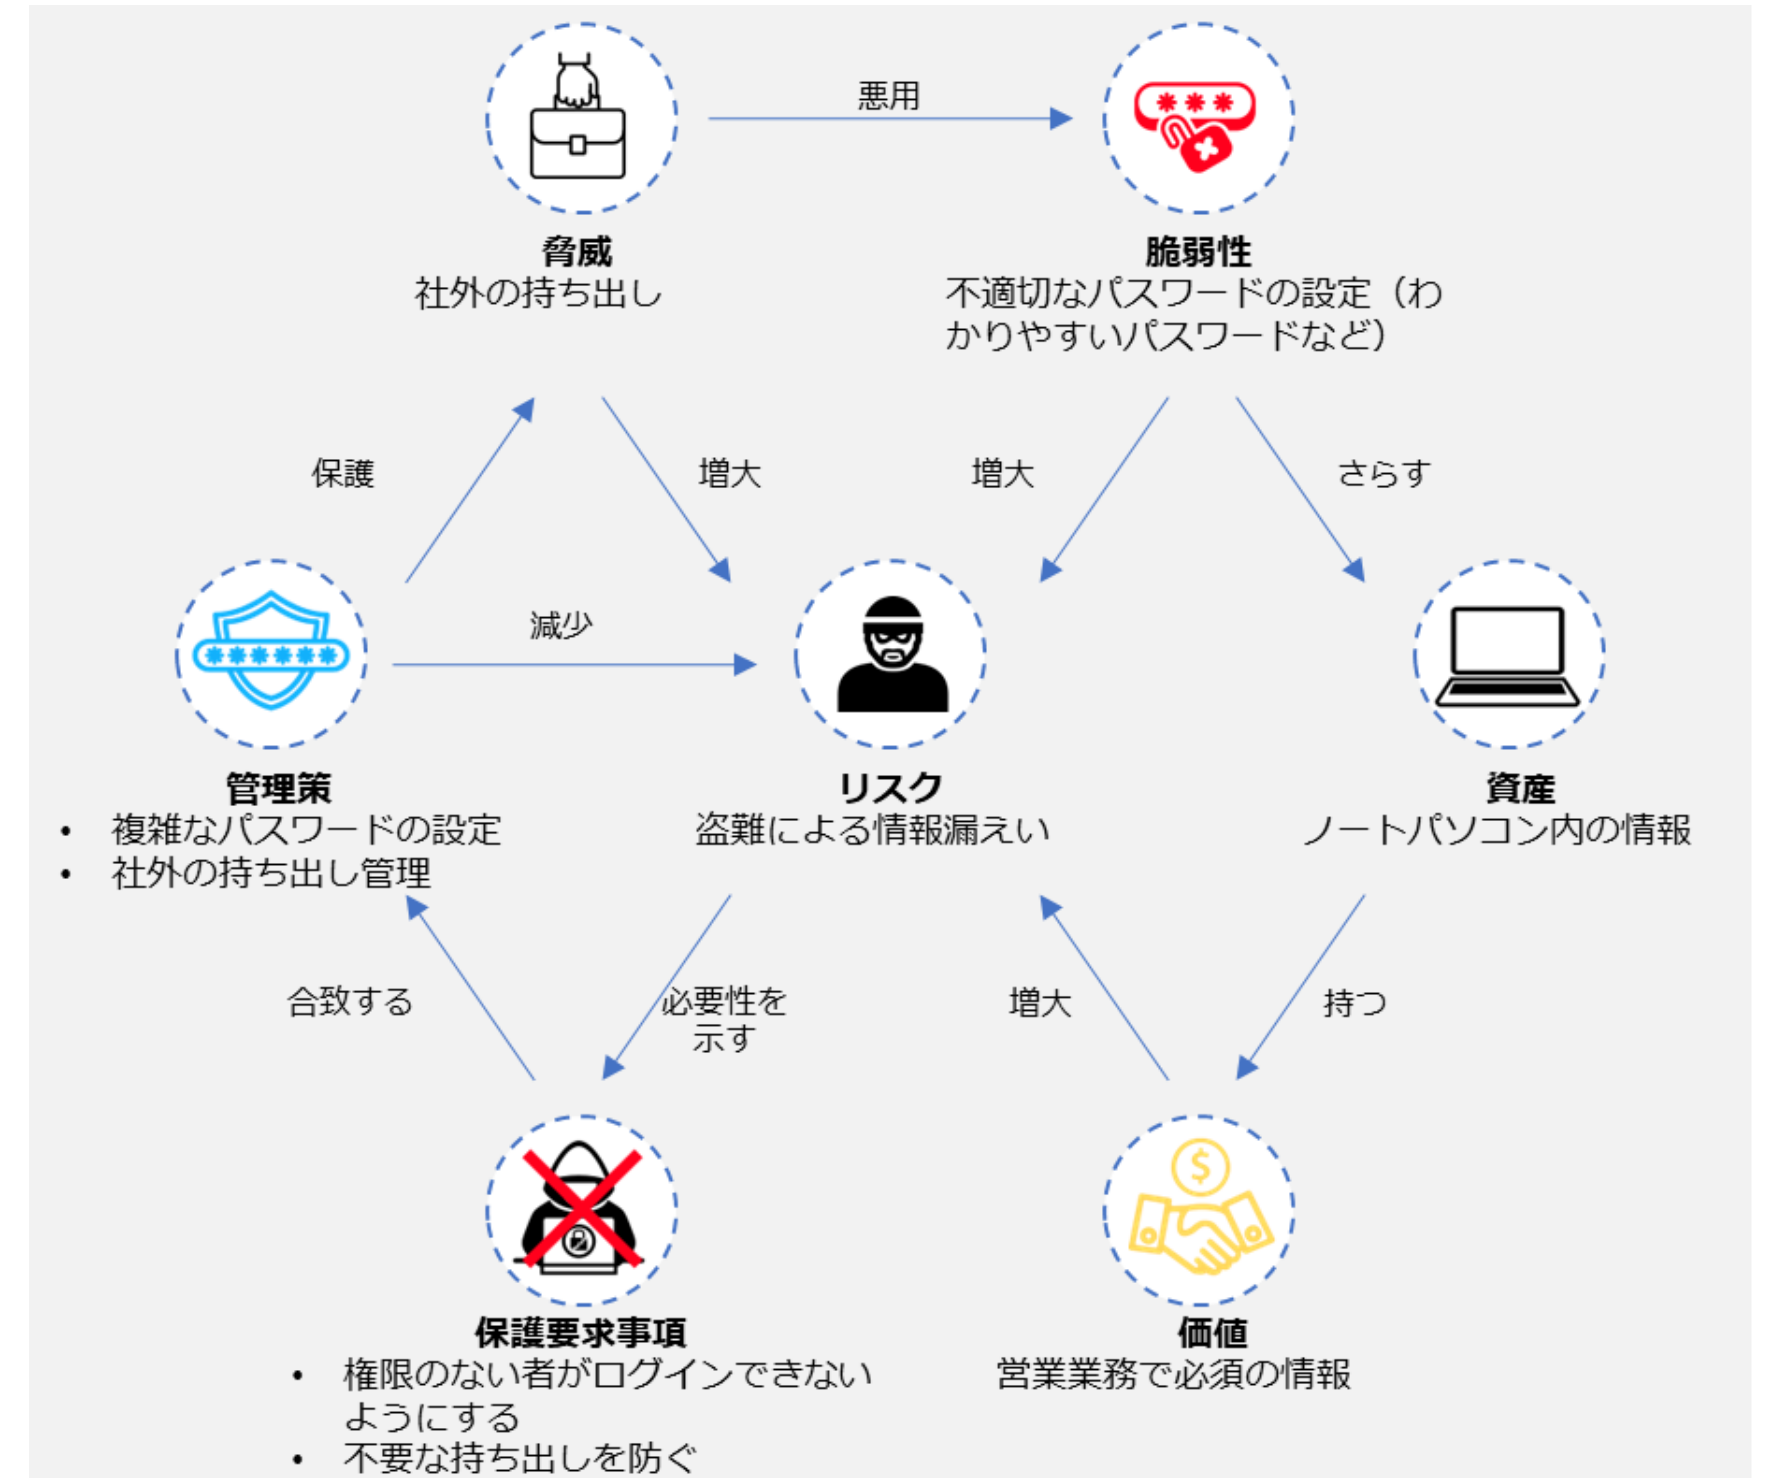 悪用
脅威
社外の持ち出し
脆弱性
不適切なパスワードの設定（わ
かりやすいパスワードなど）
保護
増大
増大
さらす
減少
管理策
• 複雑なパスワードの設定
• 社外の持ち出し管理
リスク
盗難による情報漏えい
資産
ノートパソコン内の情報
合致する
必要性を
示す
増大
持つ
保護要求事項
• 権限のない者がログインできない
ようにする
• 不要な持ち出しを防ぐ
価値
営業業務で必須の情報